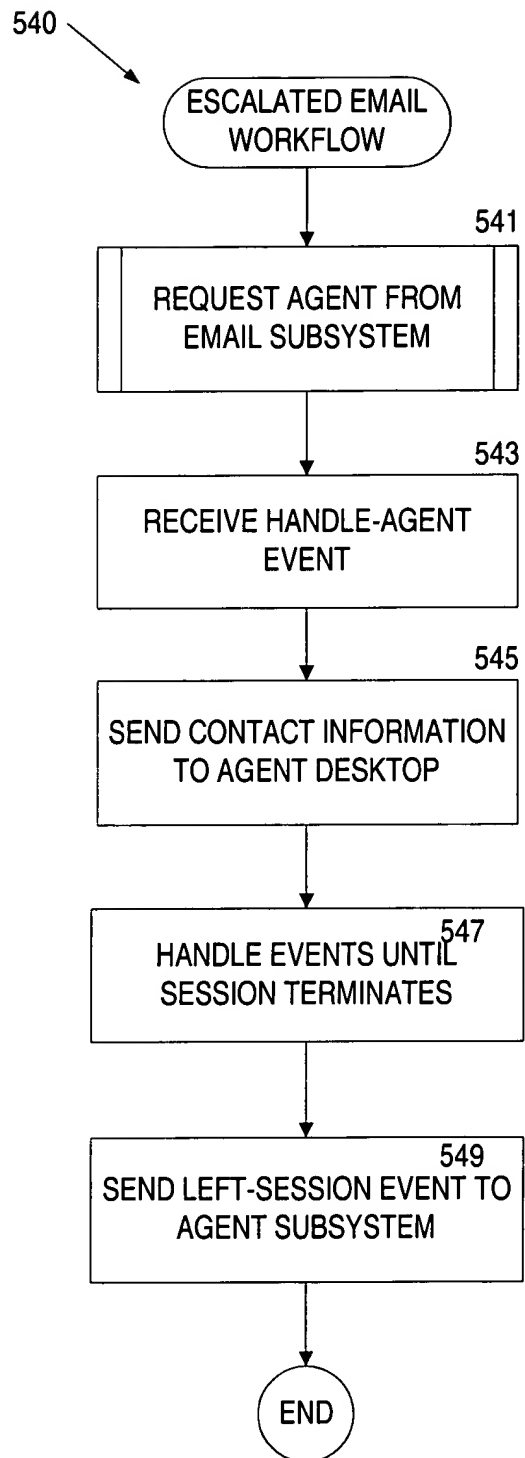 540
ESCALATED EMAIL
WORKFLOW
541
REQUEST AGENT FROM
EMAIL SUBSYSTEM
543
RECEIVE HANDLE-AGENT
EVENT
545
SEND CONTACT INFORMATION
TO AGENT DESKTOP
547
HANDLE EVENTS UNTIL
SESSION TERMINATES
549
SEND LEFT-SESSION EVENT TO
AGENT SUBSYSTEM
END